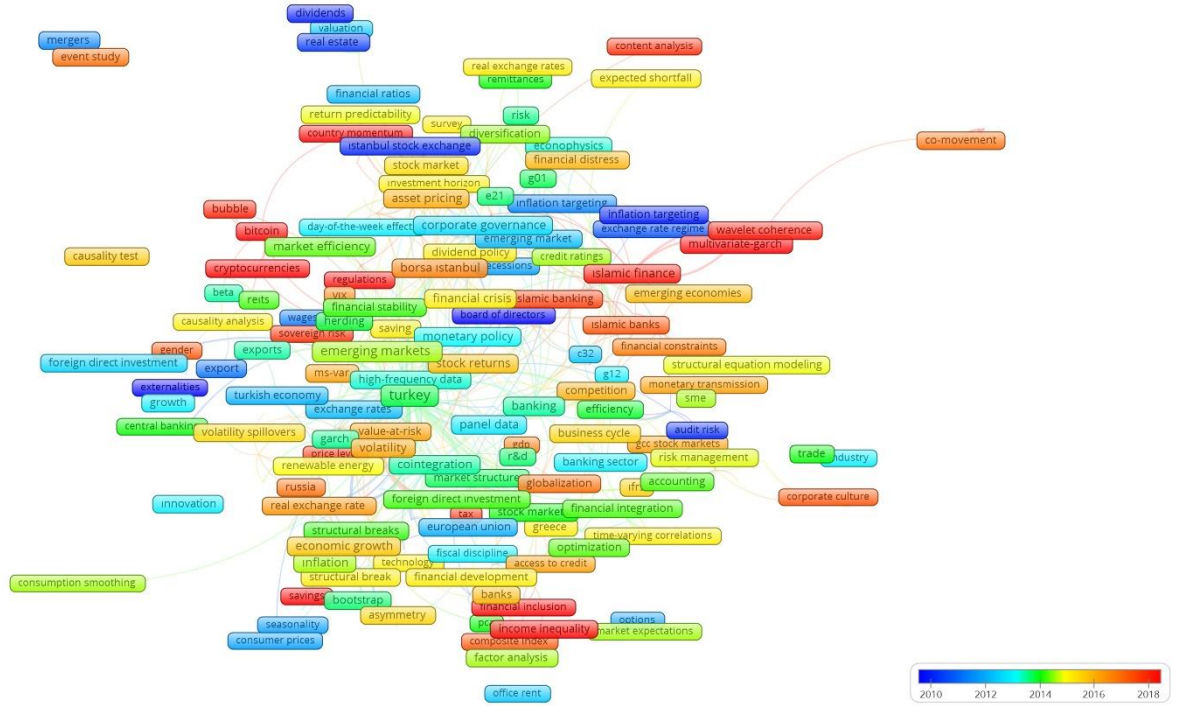 dividends
valuation
real estate
mergers
event study
content analysis
real exchange rates
remittances
expected shortfall
financial ratios
return predictability
risk
survey
country momentum
diversification
ıstanbul stock exchange
econophysics
co-movement
stock market
financial distress
investment horizon
g01
asset pricing
e21
inflation targeting
bubble
inflation targeting
bitcoin
day-of-the-week effect
corporate governance
exchange rate regime
wavelet coherence
market efficiency
emerging market
multivariate-garch
causality test
dividend policy
credit ratings
cryptocurrencies
borsa ıstanbul
recessions
ıslamic finance
regulations
beta
reits
vix
financial crisis
islamic banking
emerging economies
financial stability
causality analysis
wages
herding
board of directors
sovereign risk
saving
ıslamic banks
monetary policy
gender
exports
emerging markets
financial constraints
foreign direct investment
export
stock returns
c32
structural equation modeling
ms-var
high-frequency data
g12
externalities
turkish economy
turkey
competition
monetary transmission
growth
exchange rates
banking
efficiency
sme
central banking
volatility spillovers
garch
value-at-risk
panel data
business cycle
audit risk
volatility
gdp
gcc stock markets
price level
r&d
trade
industry
renewable energy
cointegration
banking sector
risk management
market structure
russia
globalization
ifrs
accounting
corporate culture
innovation
real exchange rate
foreign direct investment
tax
stock market
financial integration
structural breaks
european union
greece
time-varying correlations
economic growth
fiscal discipline
optimization
inflation
technology
access to credit
consumption smoothing
structural break
financial development
savings
bootstrap
banks
asymmetry
financial inclusion
seasonality
pca
income inequality
options
consumer prices
composite index
market expectations
factor analysis
office rent
2010 2012 2014 2016 2018